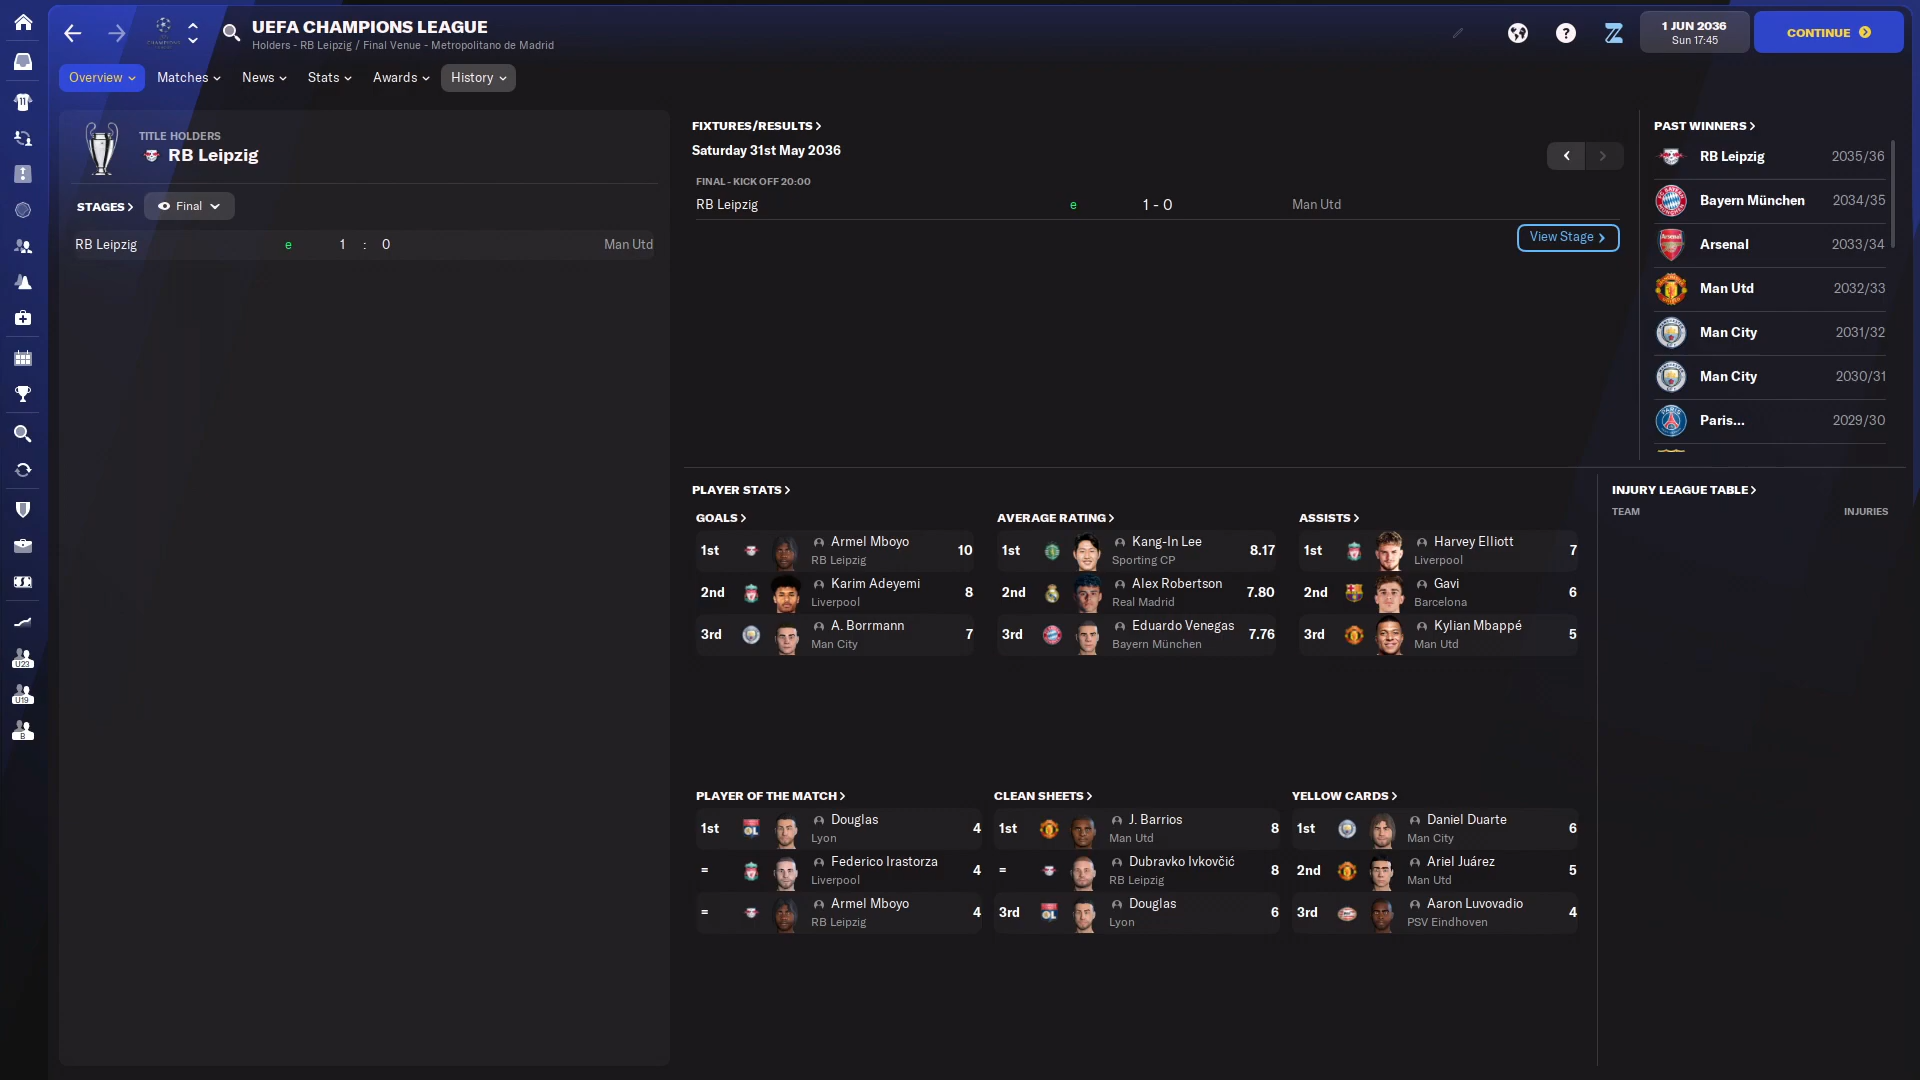 UEFA CHAMPIONS LEAGUE
Holders - RB Leipzig / Final Venue - Metropolitano de Madrid
1 JUN 2036
Sun 17:45
CONTINUE
Overview
Matches
News
Stats
Awards
History
TITLE HOLDERS
RB Leipzig
STAGES
Final
RB Leipzig e 1 : 0 Man Utd
FIXTURES/RESULTS
Saturday 31st May 2036
FINAL - KICK OFF 20:00
RB Leipzig e 1 - 0 Man Utd
View Stage
PAST WINNERS
RB Leipzig 2035/36
Bayern München 2034/35
Arsenal 2033/34
Man Utd 2032/33
Man City 2031/32
Man City 2030/31
Paris... 2029/30
PLAYER STATS
GOALS
1st Armel Mboyo 10
RB Leipzig
2nd Karim Adeyemi 8
Liverpool
3rd A. Borrmann 7
Man City
AVERAGE RATING
1st Kang-In Lee 8.17
Sporting CP
2nd Alex Robertson 7.80
Real Madrid
3rd Eduardo Venegas 7.76
Bayern München
ASSISTS
1st Harvey Elliott 7
Liverpool
2nd Gavi 6
Barcelona
3rd Kylian Mbappé 5
Man Utd
PLAYER OF THE MATCH
1st Douglas 4
Lyon
= Federico Irastorza 4
Liverpool
= Armel Mboyo 4
RB Leipzig
CLEAN SHEETS
1st J. Barrios 8
Man Utd
= Dubravko Ivkovčić 8
RB Leipzig
3rd Douglas 6
Lyon
YELLOW CARDS
1st Daniel Duarte 6
Man City
2nd Ariel Juárez 5
Man Utd
3rd Aaron Luvovadio 4
PSV Eindhoven
INJURY LEAGUE TABLE
TEAM INJURIES
U23
U19
B